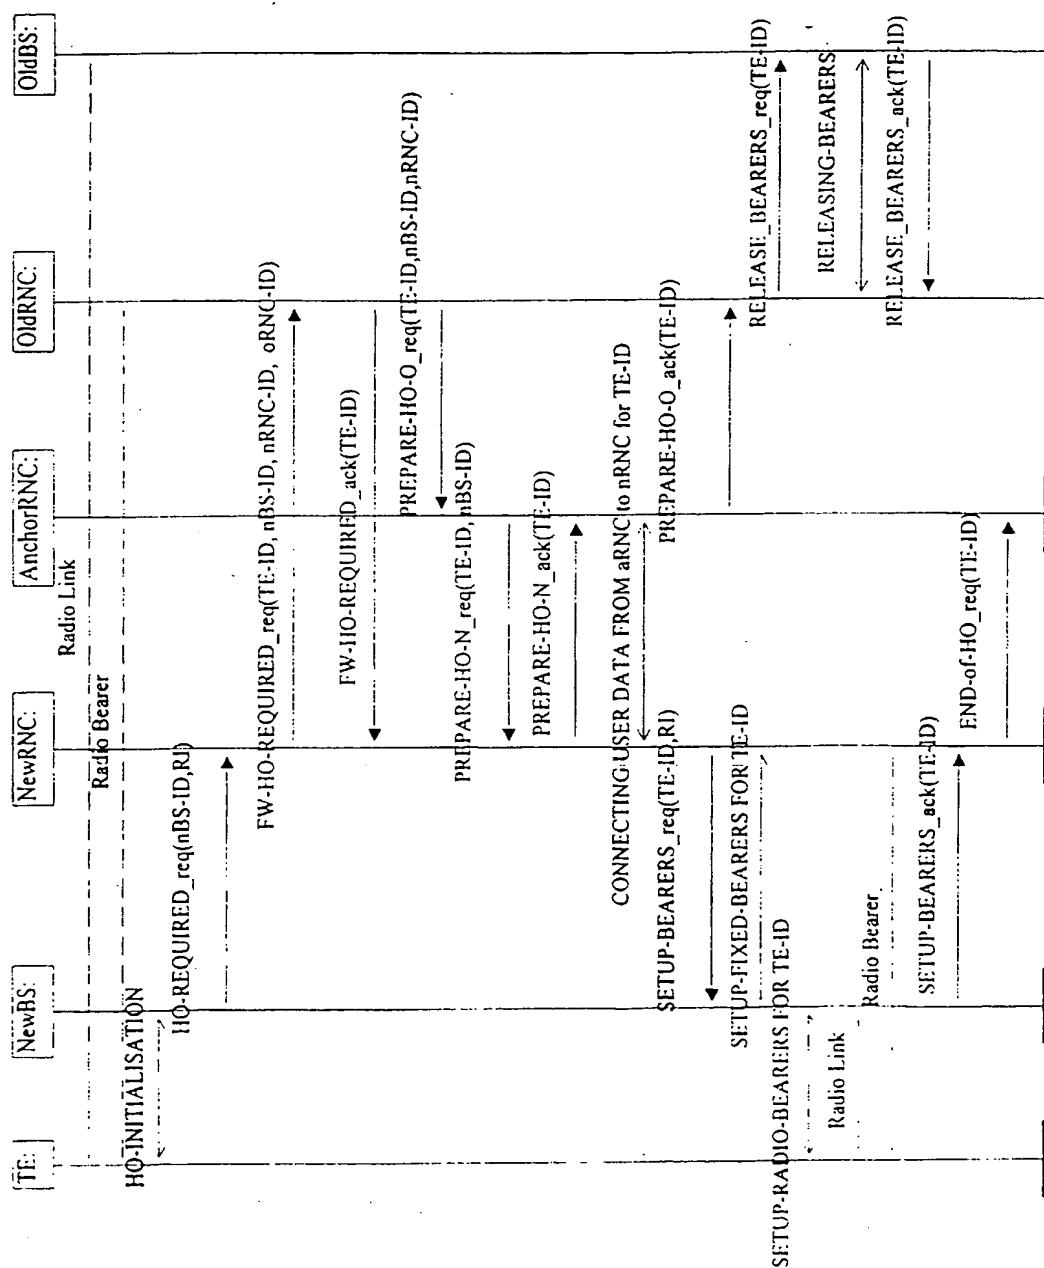 TE:
NewBS:
NewRNC:
AnchorRNC:
OldRNC:
OldBS:
Radio Link
Radio Bearer
HO-INITIALISATION
HO-REQUIRED_req(nBS-ID,RI)
FW-HO-REQUIRED_req(TE-ID, nBS-ID, nRNC-ID, oRNC-ID)
FW-HO-REQUIRED_ack(TE-ID)
PREPARE-HO-O_req(TE-ID,nBS-ID,nRNC-ID)
PREPARE-HO-N_req(TE-ID, nBS-ID)
PREPARE-HO-N_ack(TE-ID)
CONNECTING USER DATA FROM aRNC to nRNC for TE-ID
SETUP-BEARERS_req(TE-ID,RI)
PREPARE-HO-O_ack(TE-ID)
SETUP-FIXED-BEARERS FOR TE-ID
RELEASE_BEARERS_req(TE-ID)
SETUP-RADIO-BEARERS FOR TE-ID
RELEASING-BEARERS
Radio Link
Radio Bearer
RELEASE_BEARERS_ack(TE-ID)
SETUP-BEARERS_ack(TE-ID)
END-of-HO_req(TE-ID)